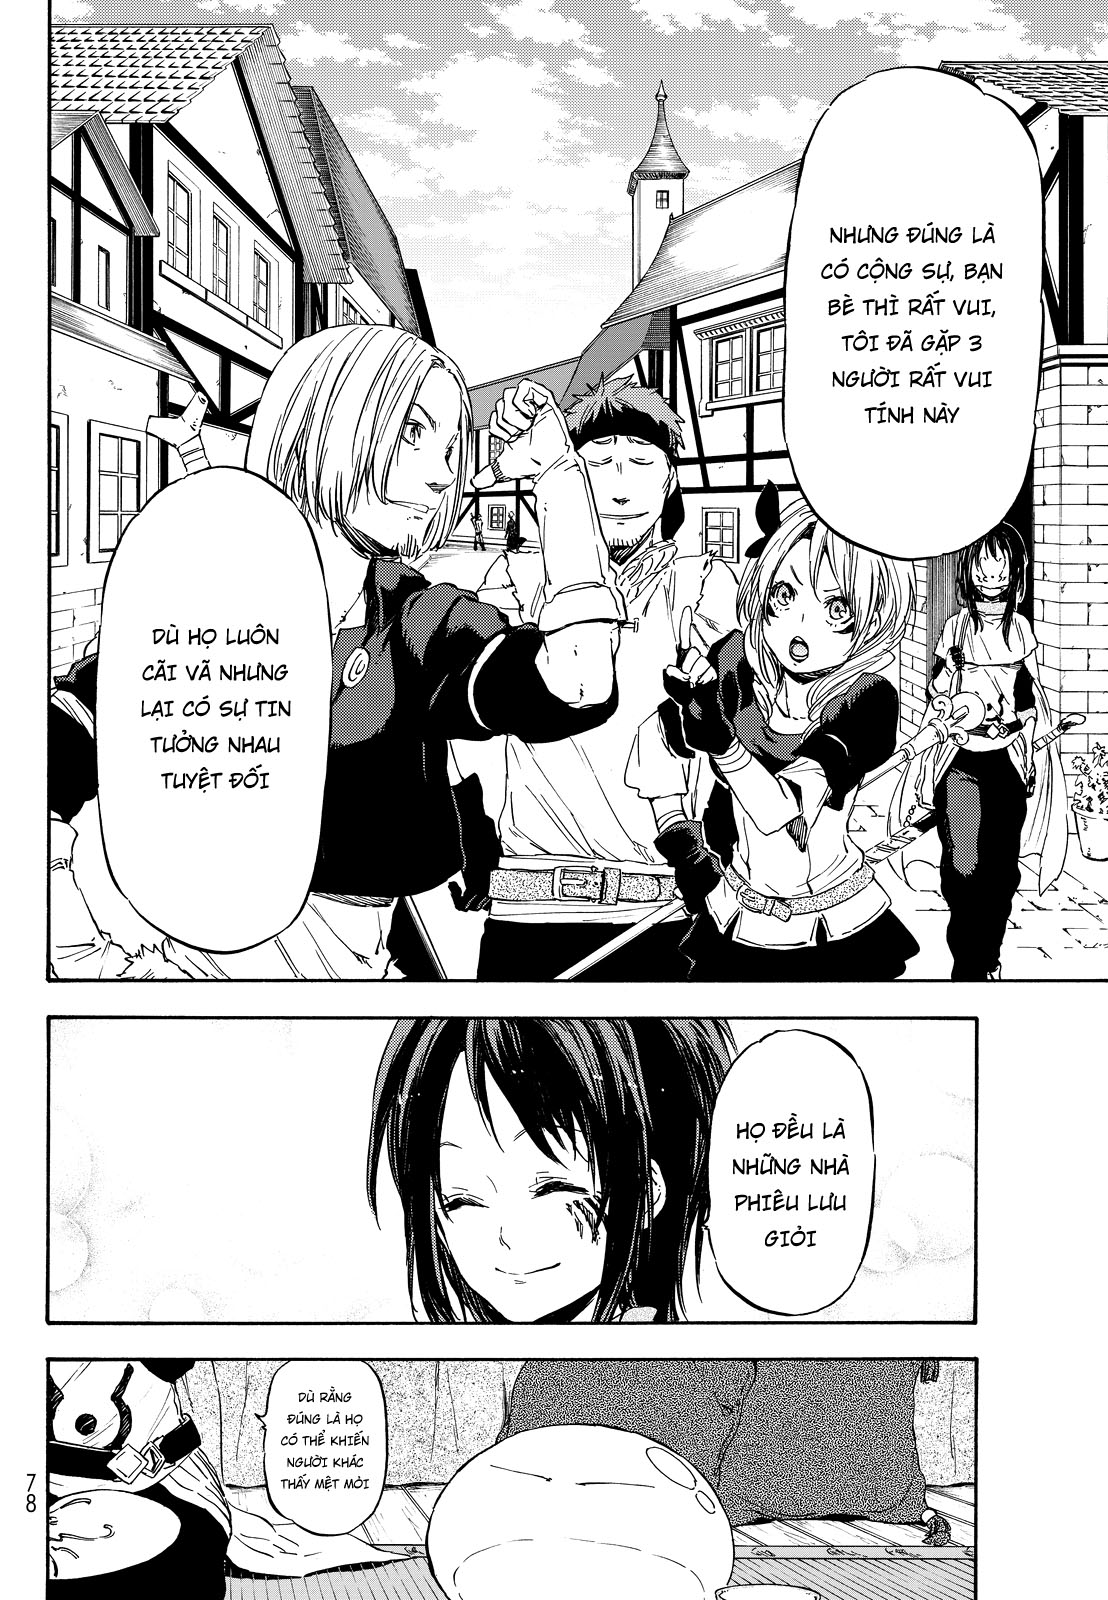 NHƯNG ĐÚNG LÀ
CÓ CỘNG SỰ, BẠN
BÈ THÌ RẤT VUI,
TÔI ĐÃ GẶP 3
NGƯỜI RẤT VUI
TÍNH NÀY
DÙ HỌ LUÔN
CÃI VÃ NHƯNG
LẠI CÓ SỰ TIN
TƯỞNG NHAU
TUYỆT ĐỐI
HỌ ĐỀU LÀ
NHỮNG NHÀ
PHIÊU LƯU
GIỎI
DÙ RẰNG
ĐÚNG LÀ HỌ
CÓ THỂ KHIẾN
NGƯỜI KHÁC
THẤY MỆT MỎI
78